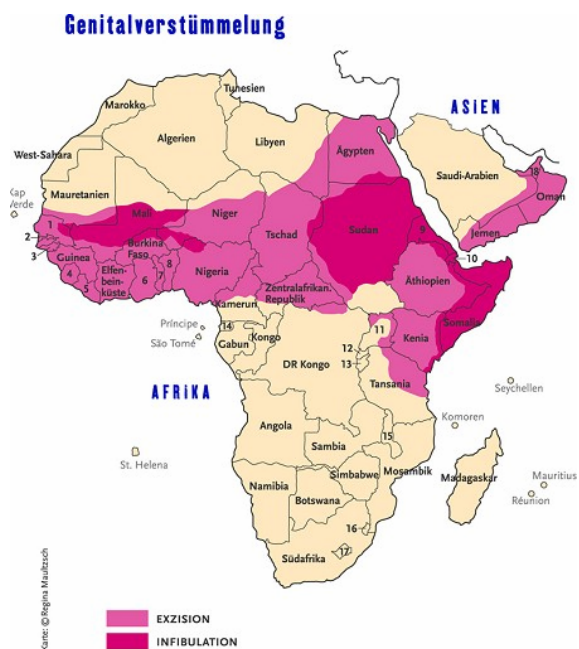 Genitalverstümmelung
Tunesien
Marokko
ASIEN
Algerien
Libyen
Ägypten
West-Sahara
Saudi-Arabien
18
Mauretanien
Oman
Kap
Verde
Mali
Niger
1
Sudan
9
Jemen
Tschad
2
Burkina
Faso
10
3
Guinea
8
Äthiopien
4
Elfen-
bein-
küste
6
7
Nigeria
5
Zentralafrikan.
Republik
Kamerun
Somalia
Príncipe
14
11
Kenia
São Tomé
Gabun
Kongo
12
DR Kongo
13
AFRiKA
Tansania
Seychellen
Komoren
Angola
15
Sambia
St. Helena
Mosambik
Simbabwe
Madagaskar
Mauritius
Namibia
Botswana
Réunion
16
17
Südafrika
Karte: © Regina Maultzsch
EXZISION
INFIBULATION